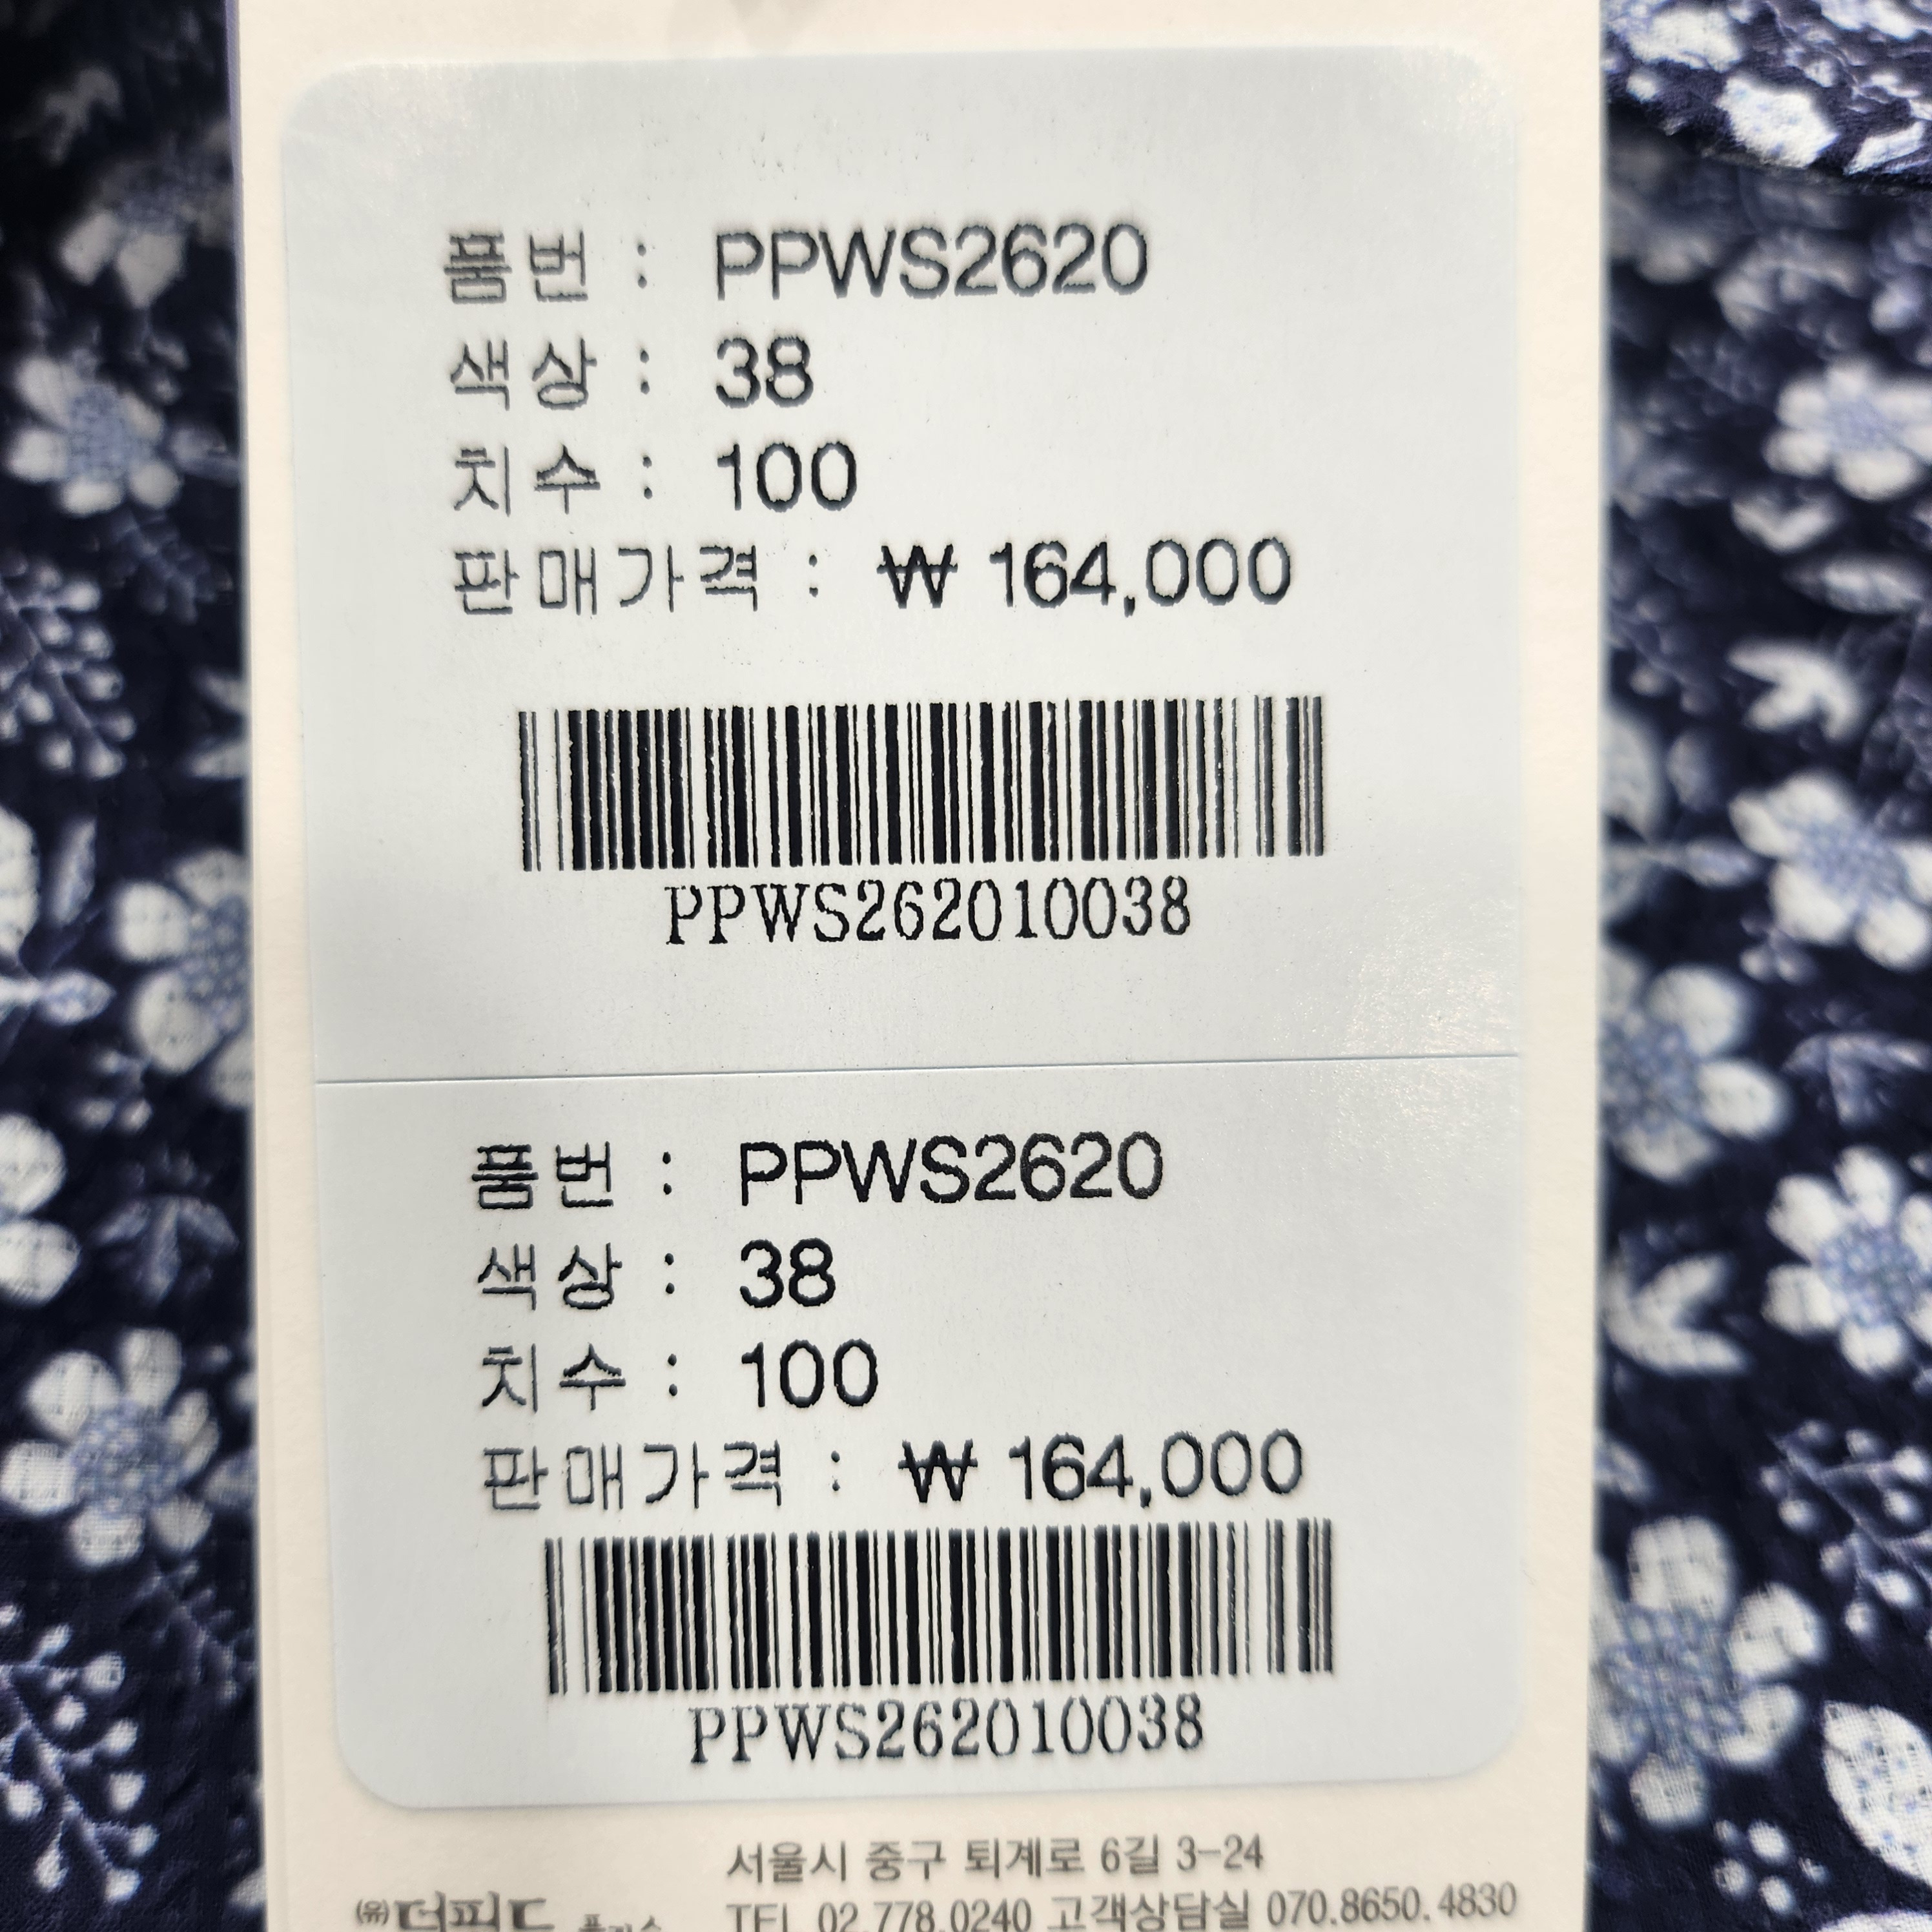 품번 : PPWS2620
색상 : 38
치수 : 100
판매가격 : ₩ 164,000
PPWS262010038
품번 : PPWS2620
색상 : 38
치수 : 100
판매가격 : ₩ 164,000
PPWS262010038
서울시 중구 퇴계로 6길 3-24
TEL 02.778.0240 고객상담실 070.8650.4830